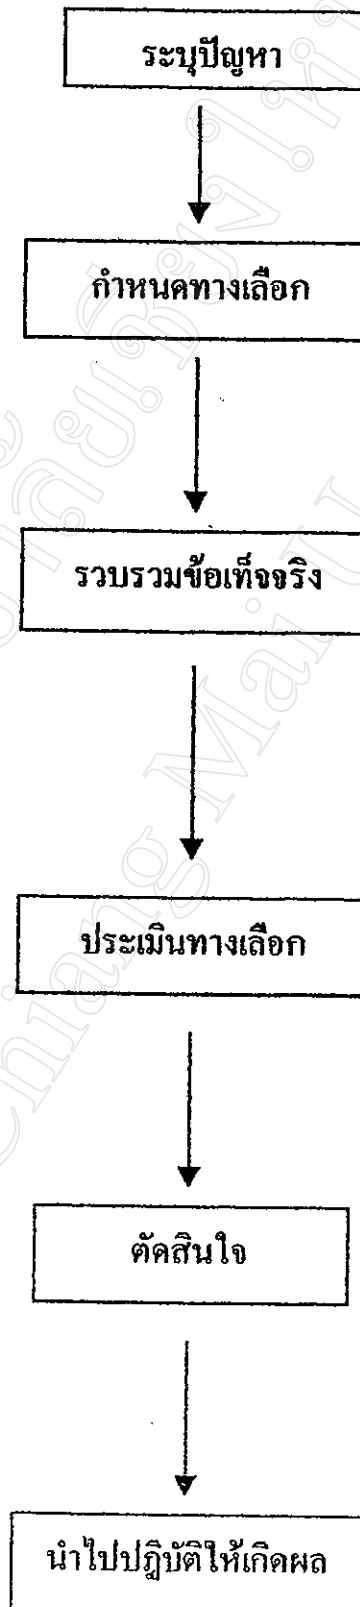 ระบุปัญหา
กำหนดทางเลือก
รวบรวมข้อเท็จจริง
ประเมินทางเลือก
ตัดสินใจ
นำไปปฏิบัติให้เกิดผล